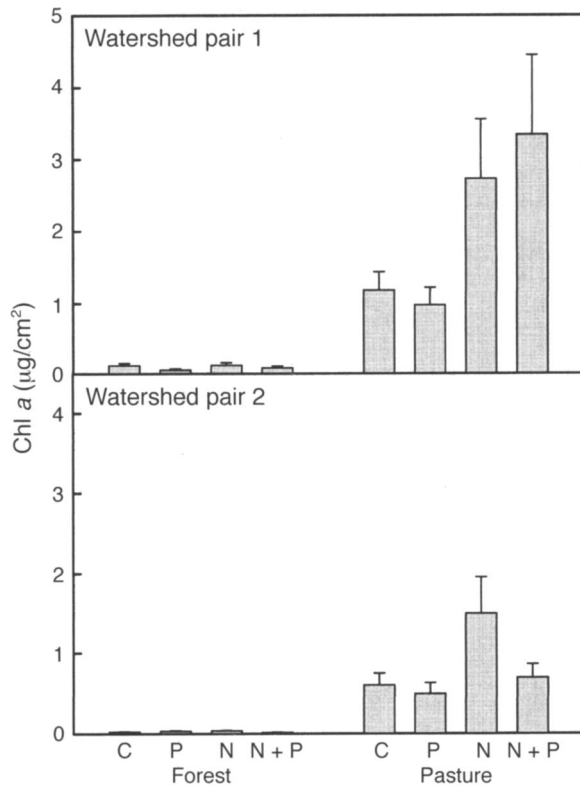 5
Watershed pair 1
4
3
2
1
0
Chl a (µg/cm²)
Watershed pair 2
4
3
2
1
0
C P N N + P C P N N + P
Forest Pasture